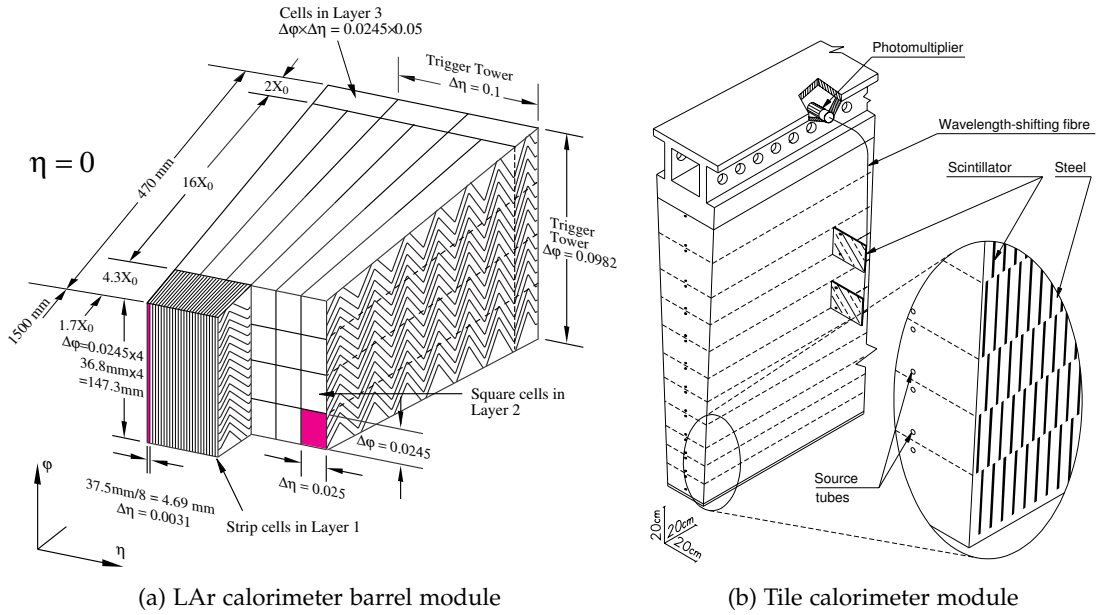 Cells in Layer 3
Δφ×Δη = 0.0245×0.05
Trigger Tower
Δη = 0.1
2X₀
η = 0
470 mm
16X₀
Trigger
Tower
Δφ = 0.0982
4.3X₀
1500 mm
1.7X₀
Δφ=0.0245x4
36.8mmx4
=147.3mm
Square cells in
Layer 2
Δφ = 0.0245
Δη = 0.025
φ
37.5mm/8 = 4.69 mm
Δη = 0.0031
Strip cells in Layer 1
η
(a) LAr calorimeter barrel module
Photomultiplier
Wavelength-shifting fibre
Scintillator
Steel
Source
tubes
20cm
20cm
20cm
(b) Tile calorimeter module